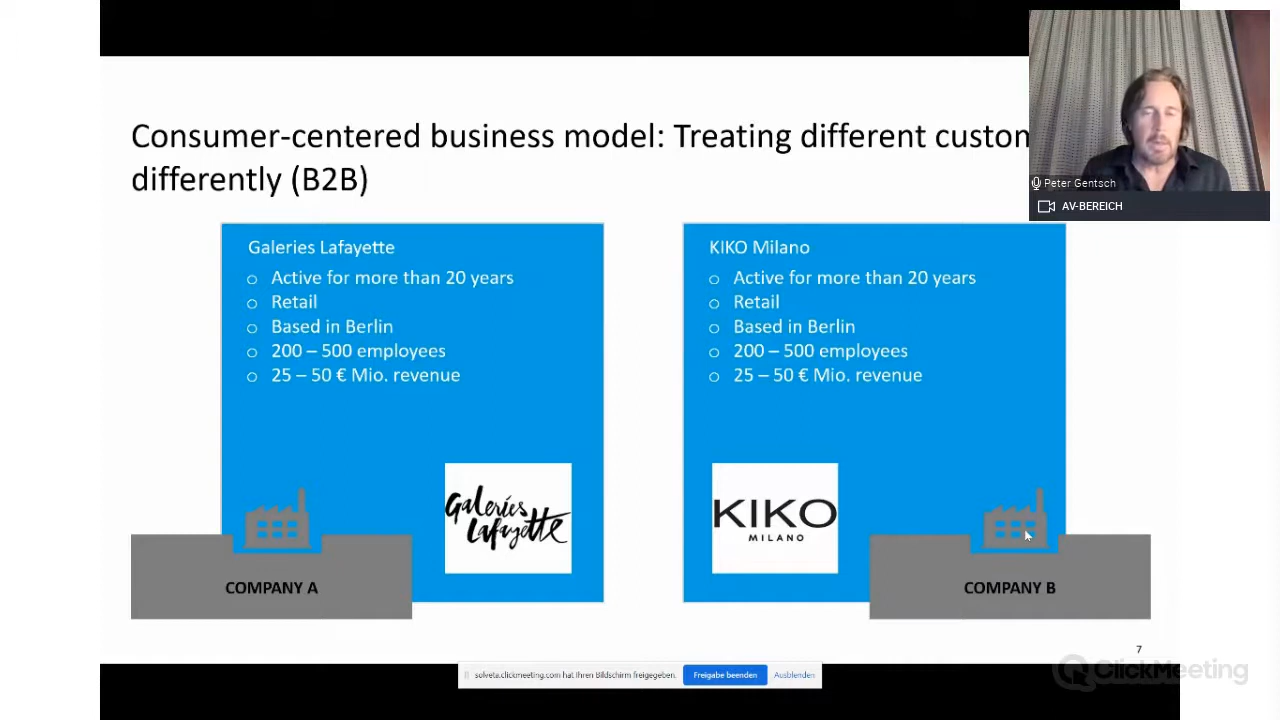 Consumer-centered business model: Treating different custom
differently (B2B)
Peter Gentsch
AV-BEREICH
Galeries Lafayette
o Active for more than 20 years
o Retail
o Based in Berlin
o 200 – 500 employees
o 25 – 50 € Mio. revenue
Galeries
Lafayette
COMPANY A
KIKO Milano
o Active for more than 20 years
o Retail
o Based in Berlin
o 200 – 500 employees
o 25 – 50 € Mio. revenue
KIKO
MILANO
COMPANY B
7
solveta.clickmeeting.com hat Ihren Bildschirm freigegeben.
Freigabe beenden
Ausblenden
ClickMeeting